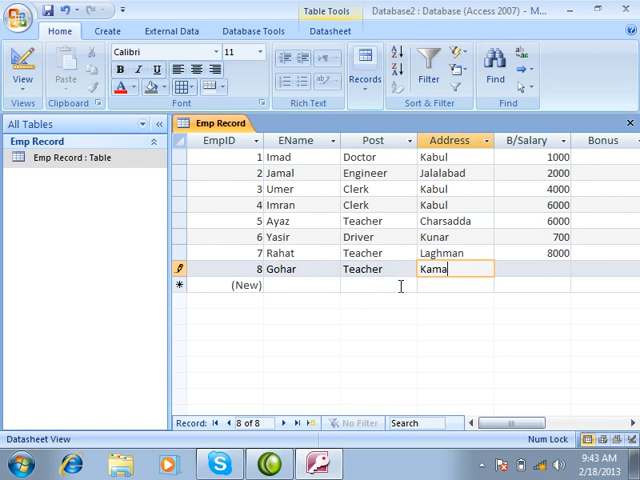 Table Tools
Database2 : Database (Access 2007) - M...
Home
Create
External Data
Database Tools
Datasheet
View
Paste
Calibri
11
B I U
A
Records
Filter
Find
Views
Clipboard
Font
Rich Text
Sort & Filter
Find
All Tables
Emp Record
Emp Record : Table
Emp Record
EmpID EName Post Address B/Salary Bonus
1 Imad Doctor Kabul 1000
2 Jamal Engineer Jalalabad 2000
3 Umer Clerk Kabul 4000
4 Imran Clerk Kabul 6000
5 Ayaz Teacher Charsadda 6000
6 Yasir Driver Kunar 700
7 Rahat Teacher Laghman 8000
8 Gohar Teacher Kama
(New)
Record: 8 of 8 No Filter Search
Datasheet View
Num Lock
9:43 AM
2/18/2013